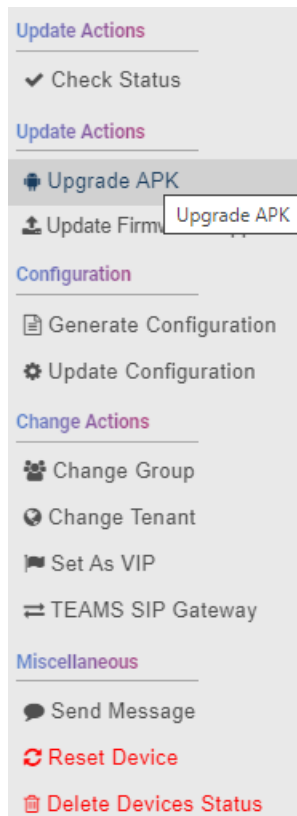 Update Actions
Check Status
Update Actions
Upgrade APK
Upgrade APK
Update
Configuration
Generate Configuration
Update Configuration
Change Actions
Change Group
Change Tenant
Set As VIP
TEAMS SIP Gateway
Miscellaneous
Send Message
Reset Device
Delete Devices Status